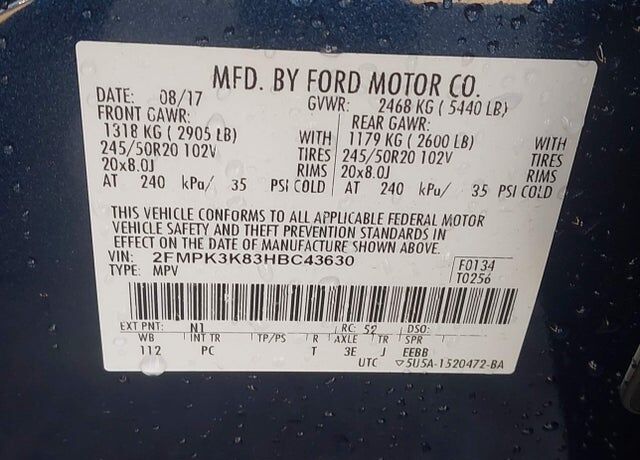 MFD. BY FORD MOTOR CO.
DATE: 08/17 GVWR: 2468 KG ( 5440 LB)
FRONT GAWR: REAR GAWR:
1318 KG ( 2905 LB) WITH 1179 KG ( 2600 LB) WITH
245/50R20 102V TIRES 245/50R20 102V TIRES
20x8.0J RIMS 20x8.0J RIMS
AT 240 kPa/ 35 PSI COLD AT 240 kPa/ 35 PSI COLD
THIS VEHICLE CONFORMS TO ALL APPLICABLE FEDERAL MOTOR
VEHICLE SAFETY AND THEFT PREVENTION STANDARDS IN
EFFECT ON THE DATE OF MANUFACTURE SHOWN ABOVE.
VIN: 2FMPK3K83HBC43630 F0134
TYPE: MPV T0256
EXT PNT: N1 RC: 52 DSO:
WB INT TR TP/PS R AXLE TR SPR
112 PC T 3E J EEBB
UTC ▽5U5A-1520472-BA